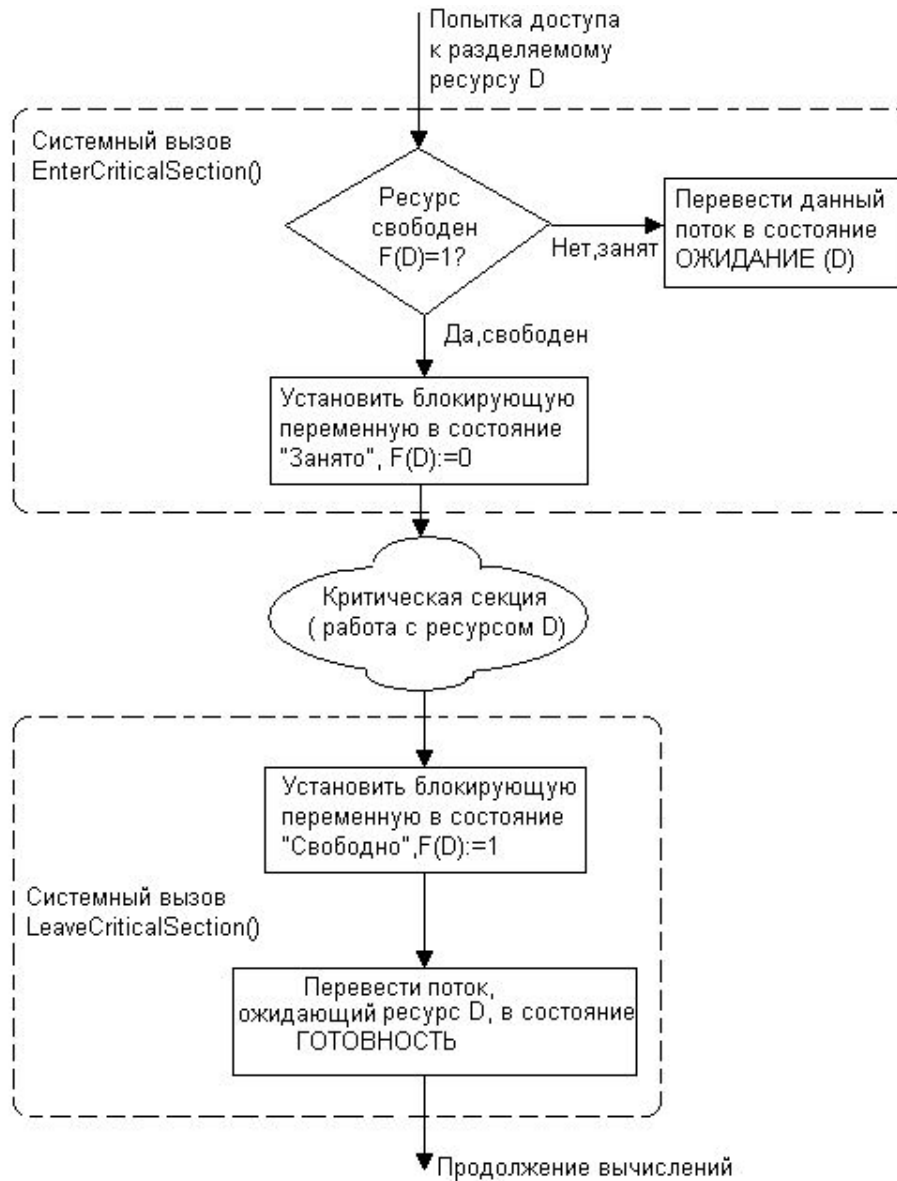 Попытка доступа
к разделяемому
ресурсу D
Системный вызов
EnterCriticalSection()
Ресурс
свободен
F(D)=1?
Нет,занят
Перевести данный
поток в состояние
ОЖИДАНИЕ (D)
Да,свободен
Установить блокирующую
переменную в состояние
"Занято", F(D):=0
Критическая секция
( работа с ресурсом D)
Установить блокирующую
переменную в состояние
"Свободно",F(D):=1
Системный вызов
LeaveCriticalSection()
Перевести поток,
ожидающий ресурс D, в состояние
ГОТОВНОСТЬ
Продолжение вычислений